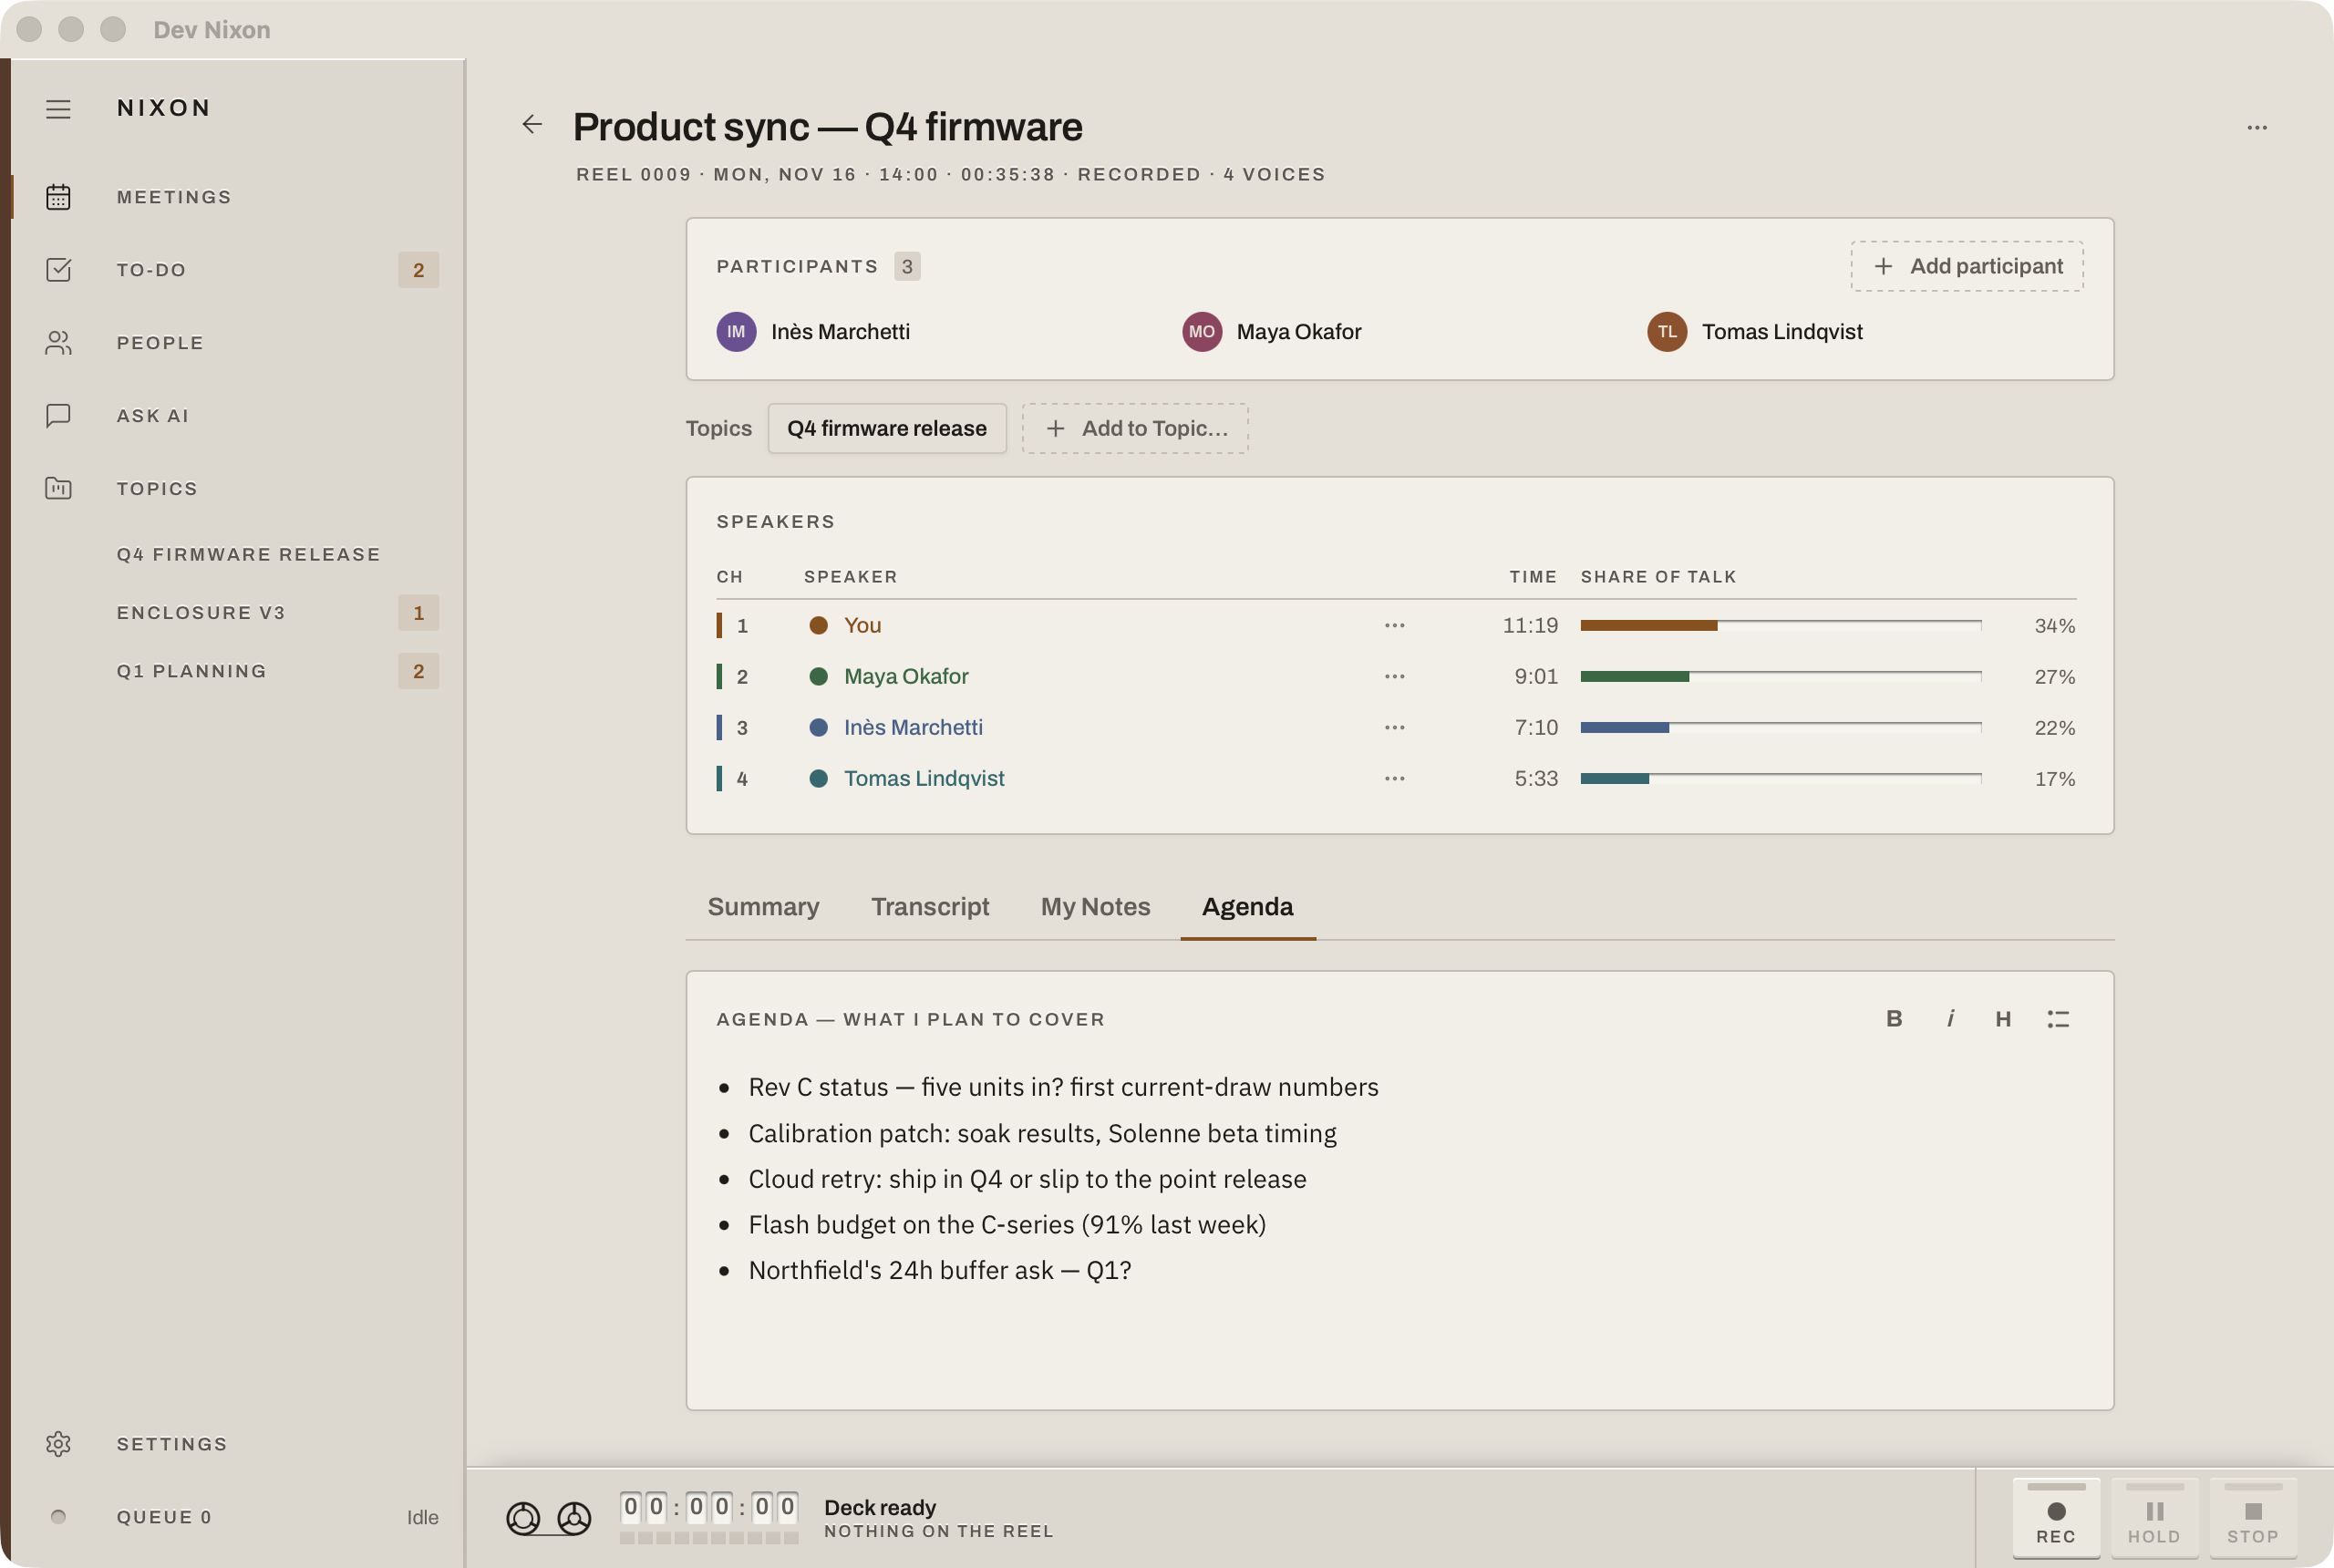 Dev Nixon
NIXON
MEETINGS
TO-DO 2
PEOPLE
ASK AI
TOPICS
Q4 FIRMWARE RELEASE
ENCLOSURE V3 1
Q1 PLANNING 2
SETTINGS
QUEUE 0 Idle
Product sync — Q4 firmware
REEL 0009 · MON, NOV 16 · 14:00 · 00:35:38 · RECORDED · 4 VOICES
PARTICIPANTS 3
+ Add participant
IM Inès Marchetti
MO Maya Okafor
TL Tomas Lindqvist
Topics Q4 firmware release + Add to Topic...
SPEAKERS
CH SPEAKER TIME SHARE OF TALK
1 You 11:19 34%
2 Maya Okafor 9:01 27%
3 Inès Marchetti 7:10 22%
4 Tomas Lindqvist 5:33 17%
Summary Transcript My Notes Agenda
AGENDA — WHAT I PLAN TO COVER B i H
• Rev C status — five units in? first current-draw numbers
• Calibration patch: soak results, Solenne beta timing
• Cloud retry: ship in Q4 or slip to the point release
• Flash budget on the C-series (91% last week)
• Northfield's 24h buffer ask — Q1?
00:00:00
Deck ready
NOTHING ON THE REEL
REC HOLD STOP